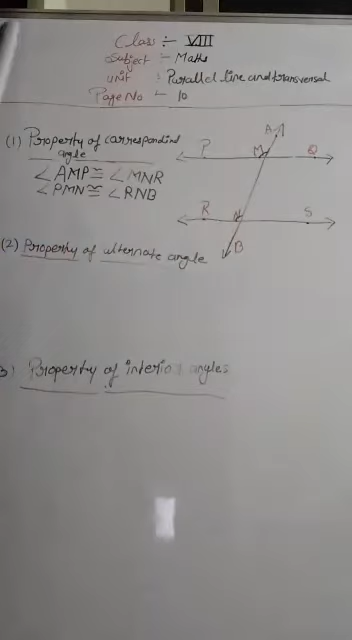 Class :- VIII
Subject :- Maths
Unit : Parallel line and transversal
Page No :- 10
(1) Property of corresponding angle
∠AMP ≅ ∠MNR
∠PMN ≅ ∠RNB
A
P M Q
R N S
B
(2) Property of alternate angle
3) Property of interior angles